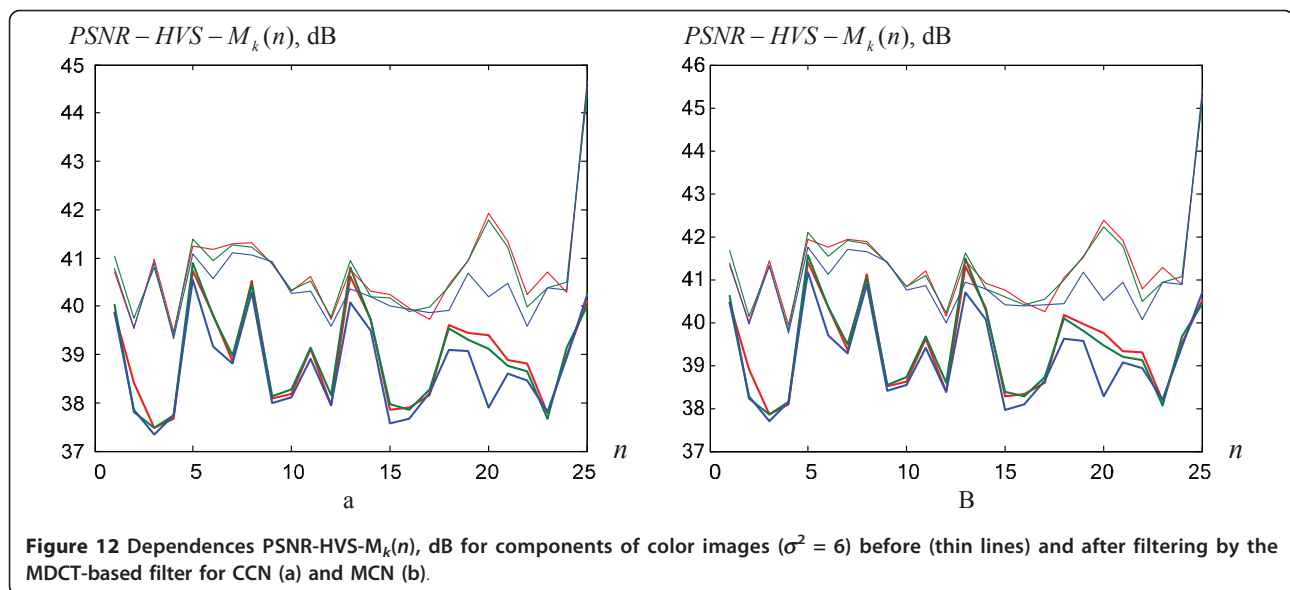 PSNR – HVS – M_k(n), dB
45
44
43
42
41
40
39
38
37
0 5 10 15 20 25
n
a
PSNR – HVS – M_k(n), dB
46
45
44
43
42
41
40
39
38
37
0 5 10 15 20 25
n
B
Figure 12 Dependences PSNR-HVS-M_k(n), dB for components of color images (σ² = 6) before (thin lines) and after filtering by the
MDCT-based filter for CCN (a) and MCN (b).